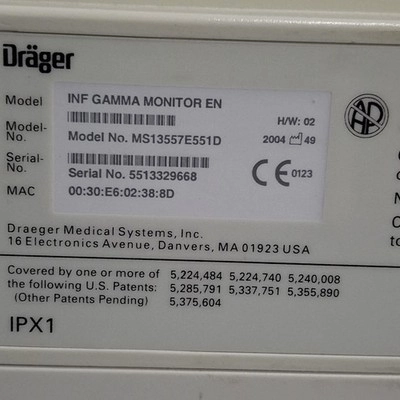 Dräger
Model INF GAMMA MONITOR EN
H/W: 02
Model-No. Model No. MS13557E551D 2004 49
Serial-No. Serial No. 5513329668 CE 0123
MAC 00:30:E6:02:38:8D
Draeger Medical Systems, Inc.
16 Electronics Avenue, Danvers, MA 01923 USA
Covered by one or more of 5,224,484 5,224,740 5,240,008
the following U.S. Patents: 5,285,791 5,337,751 5,355,890
(Other Patents Pending) 5,375,604
IPX1